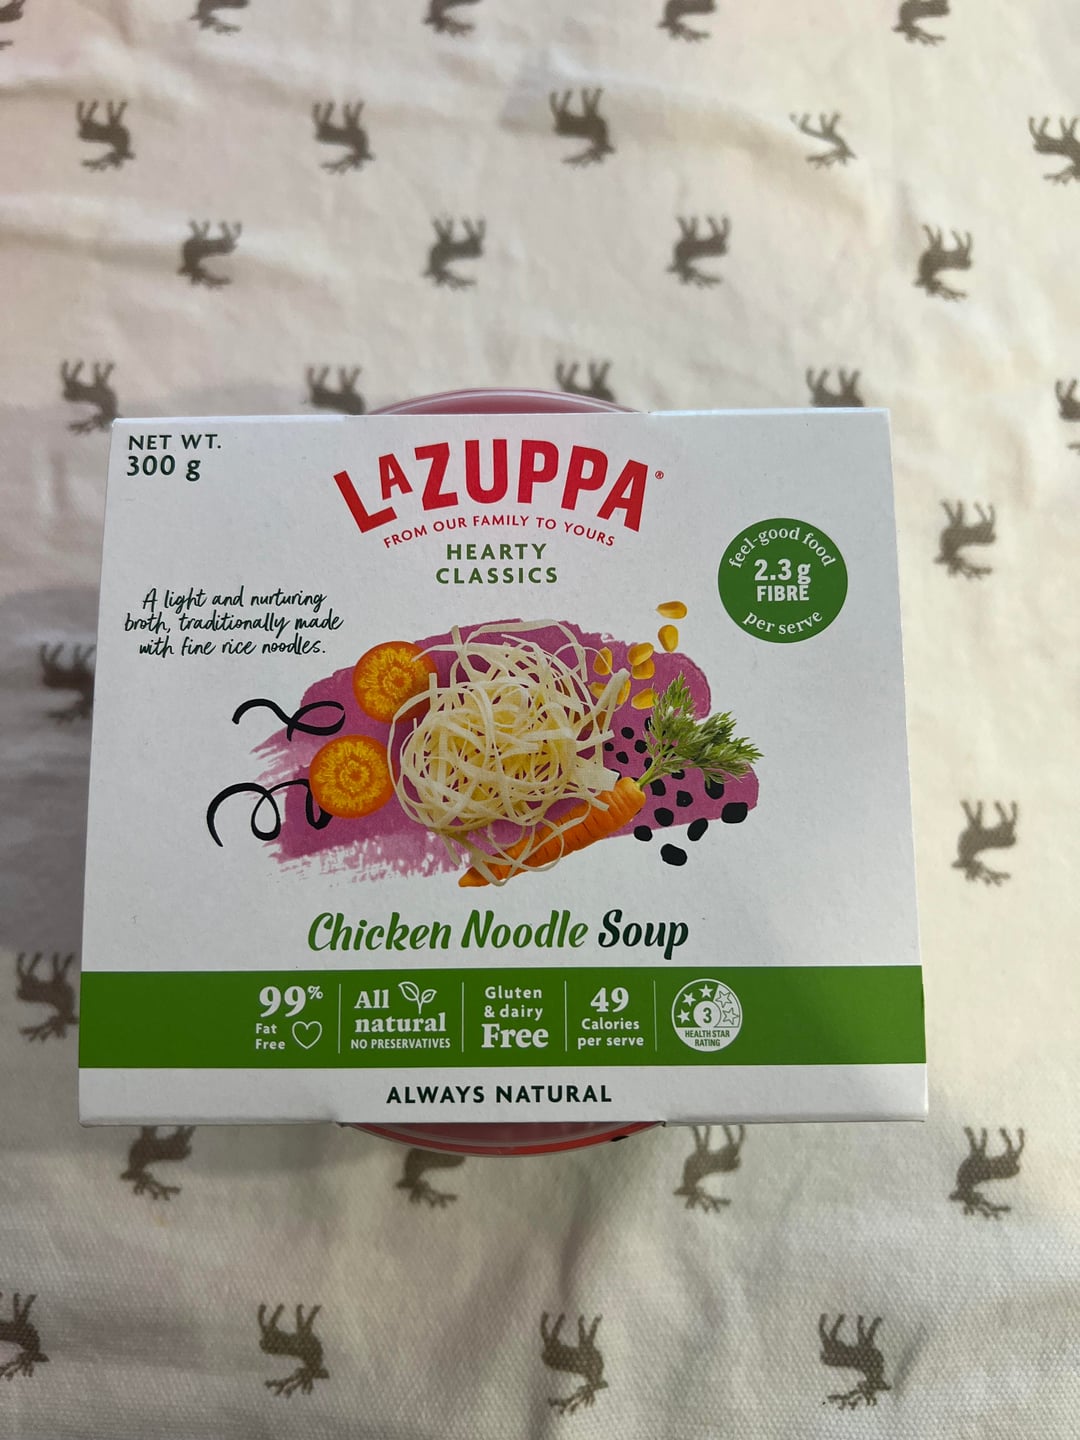 NET WT.
300 g
LAZUPPA®
FROM OUR FAMILY TO YOURS
HEARTY
CLASSICS
feel-good food
2.3 g
FIBRE
per serve
A light and nurturing
broth, traditionally made
with fine rice noodles.
Chicken Noodle Soup
99%
Fat
Free
All
natural
NO PRESERVATIVES
Gluten
& dairy
Free
49
Calories
per serve
3
HEALTH STAR
RATING
ALWAYS NATURAL